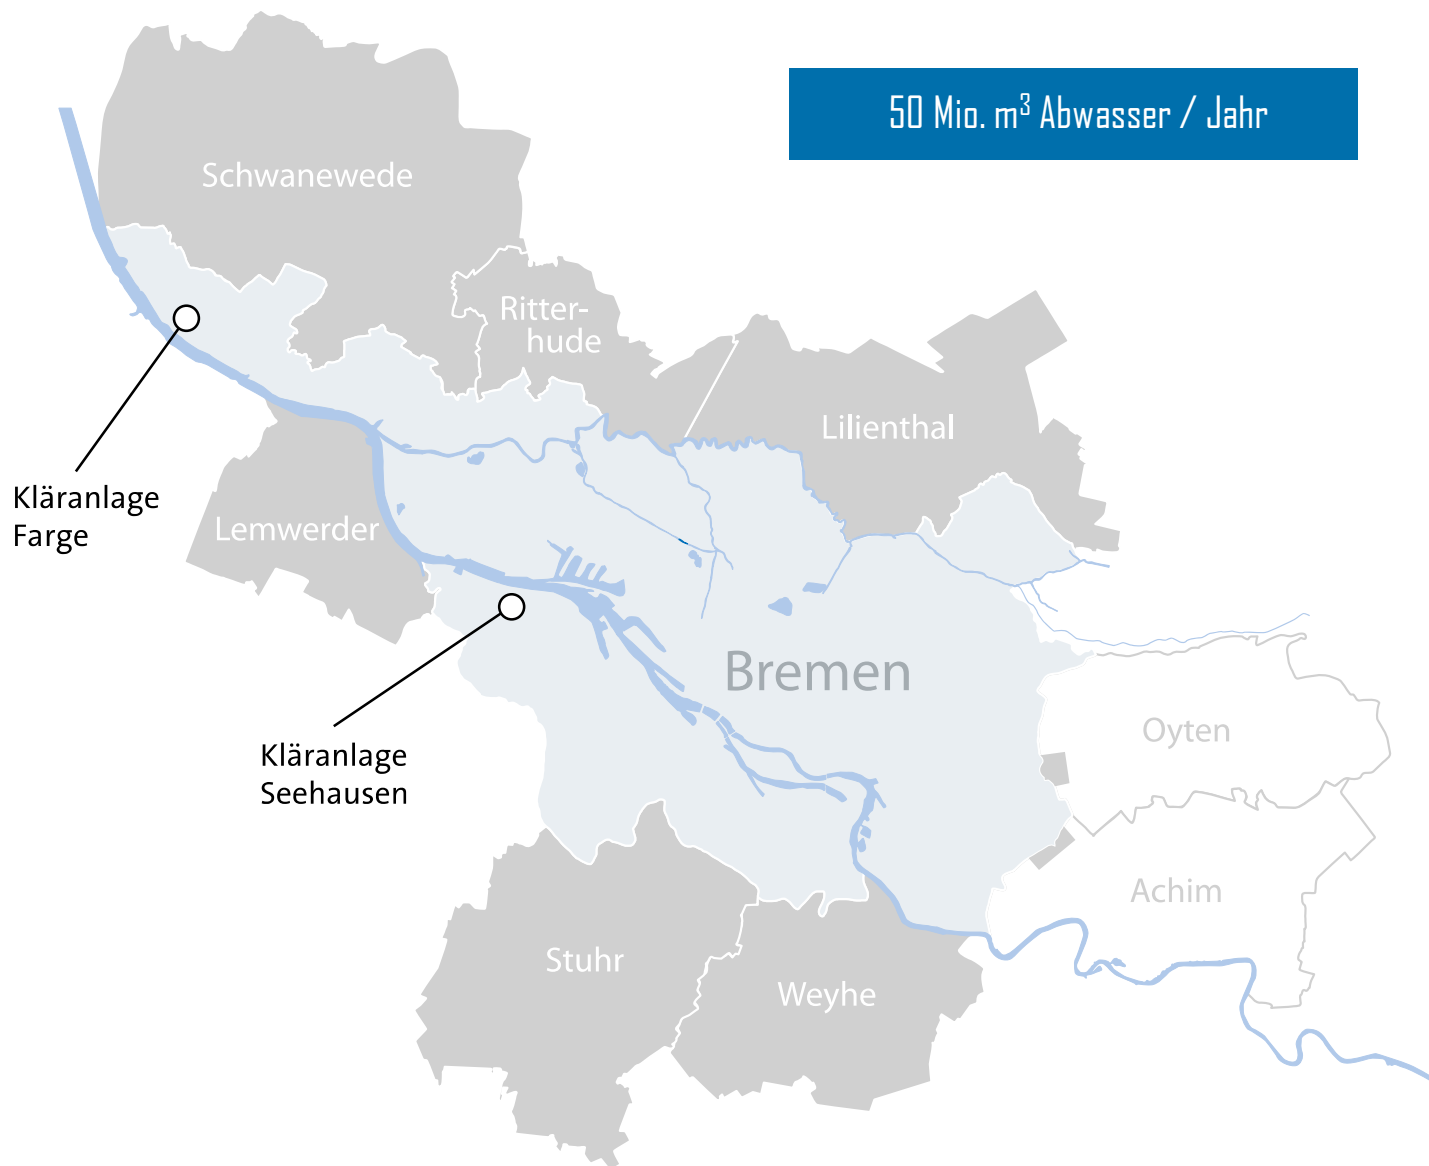 50 Mio. m³ Abwasser / Jahr
Schwanewede
Ritter-
hude
Lilienthal
Kläranlage
Farge
Lemwerder
Bremen
Kläranlage
Seehausen
Oyten
Achim
Stuhr
Weyhe